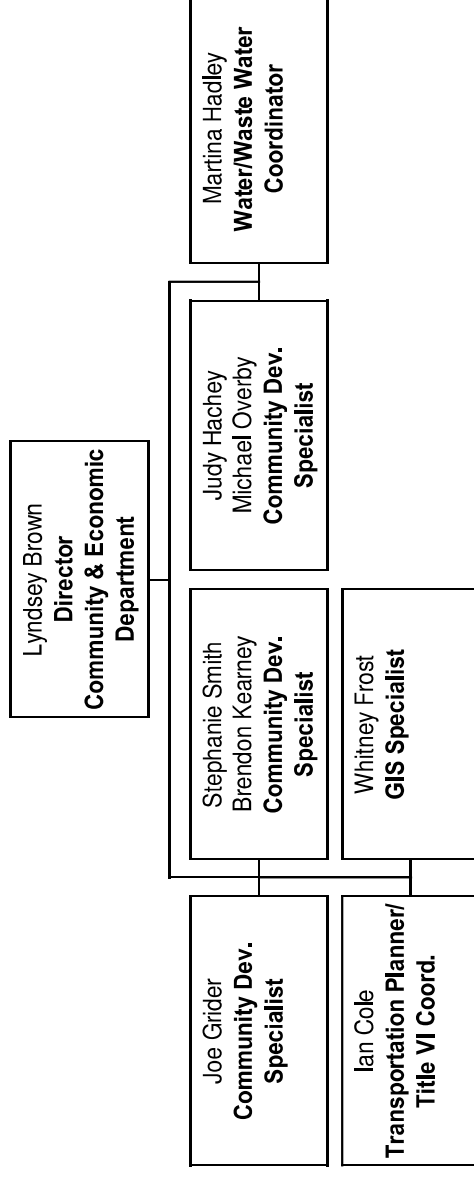 Lyndsey Brown
Director
Community & Economic
Department
Joe Grider
Community Dev.
Specialist
Stephanie Smith
Brendon Kearney
Community Dev.
Specialist
Judy Hachey
Michael Overby
Community Dev.
Specialist
Martina Hadley
Water/Waste Water
Coordinator
Ian Cole
Transportation Planner/
Title VI Coord.
Whitney Frost
GIS Specialist